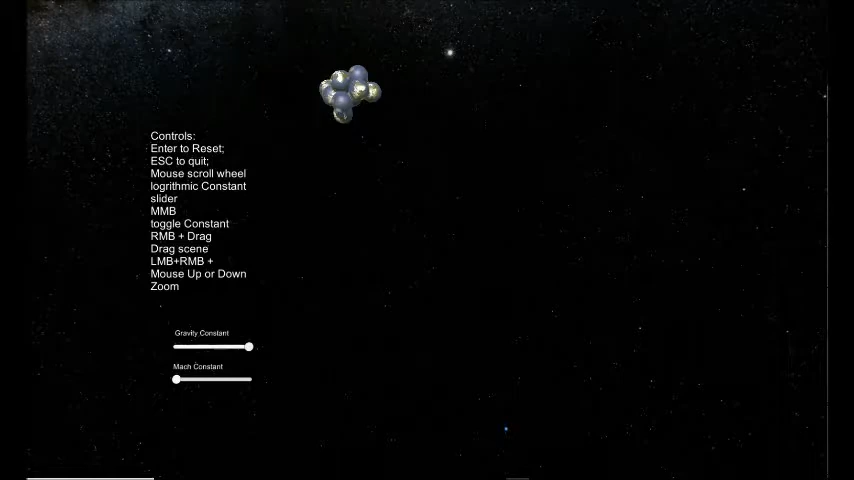 Controls:
Enter to Reset;
ESC to quit;
Mouse scroll wheel
logrithmic Constant
slider
MMB
toggle Constant
RMB + Drag
Drag scene
LMB+RMB +
Mouse Up or Down
Zoom
Gravity Constant
Mach Constant